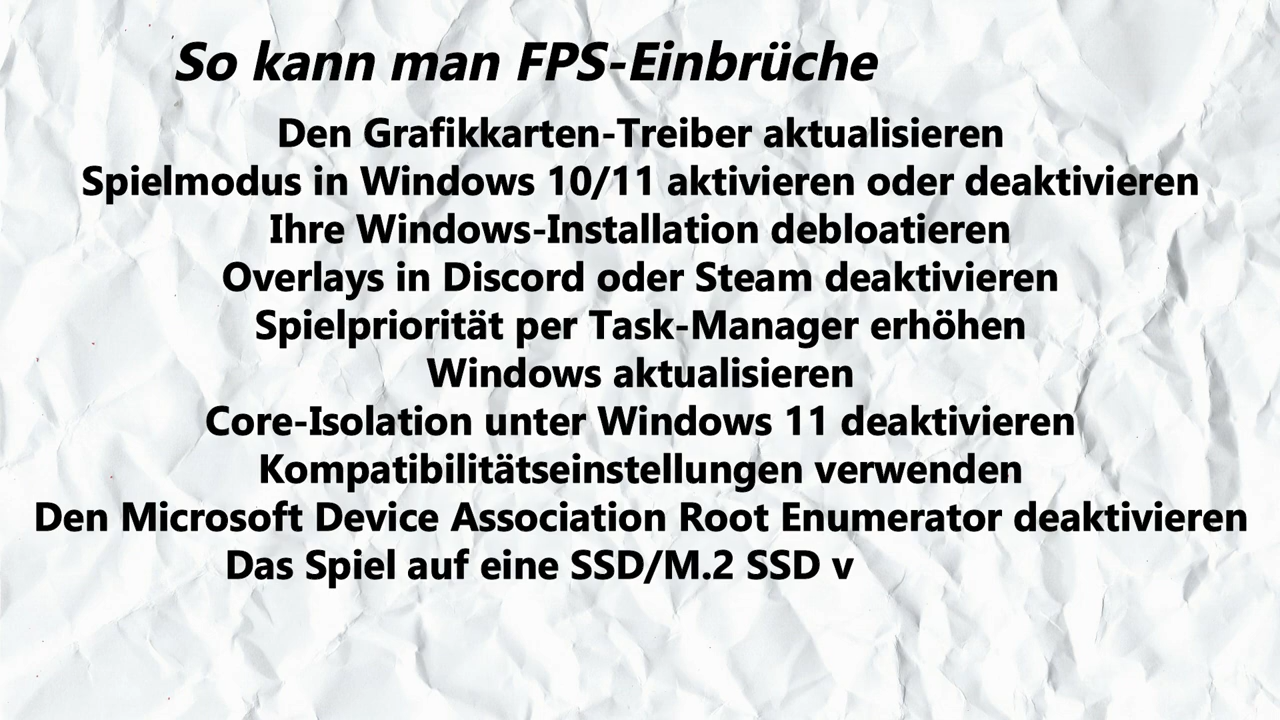 So kann man FPS-Einbrüche
Den Grafikkarten-Treiber aktualisieren
Spielmodus in Windows 10/11 aktivieren oder deaktivieren
Ihre Windows-Installation debloatieren
Overlays in Discord oder Steam deaktivieren
Spielpriorität per Task-Manager erhöhen
Windows aktualisieren
Core-Isolation unter Windows 11 deaktivieren
Kompatibilitätseinstellungen verwenden
Den Microsoft Device Association Root Enumerator deaktivieren
Das Spiel auf eine SSD/M.2 SSD v